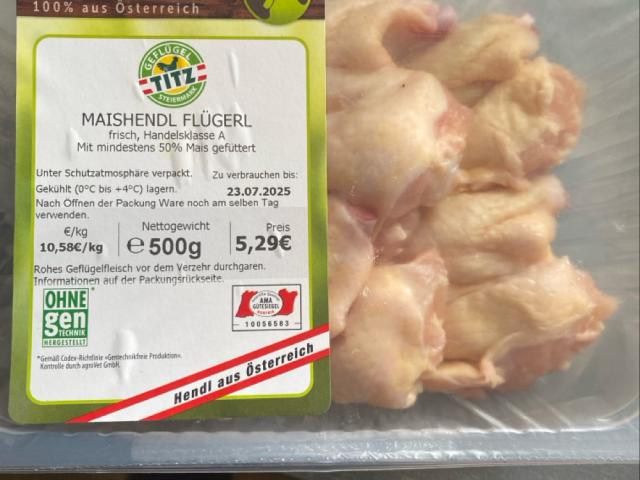 100% aus Österreich
GEFLÜGEL
TITZ
STEIERMARK
MAISHENDL FLÜGERL
frisch, Handelsklasse A
Mit mindestens 50% Mais gefüttert
Unter Schutzatmosphäre verpackt. Zu verbrauchen bis:
Gekühlt (0°C bis +4°C) lagern. 23.07.2025
Nach Öffnen der Packung Ware noch am selben Tag
verwenden.
€/kg Nettogewicht Preis
10,58€/kg e 500g 5,29€
Rohes Geflügelfleisch vor dem Verzehr durchgaren.
Informationen auf der Packungsrückseite.
OHNE*
gen
TECHNIK
HERGESTELLT
AMA
GÜTESIEGEL
AUSTRIA
10056583
*Gemäß Codex-Richtlinie »Gentechnikfreie Produktion«.
Kontrolle durch agroVet GmbH.
Hendl aus Österreich